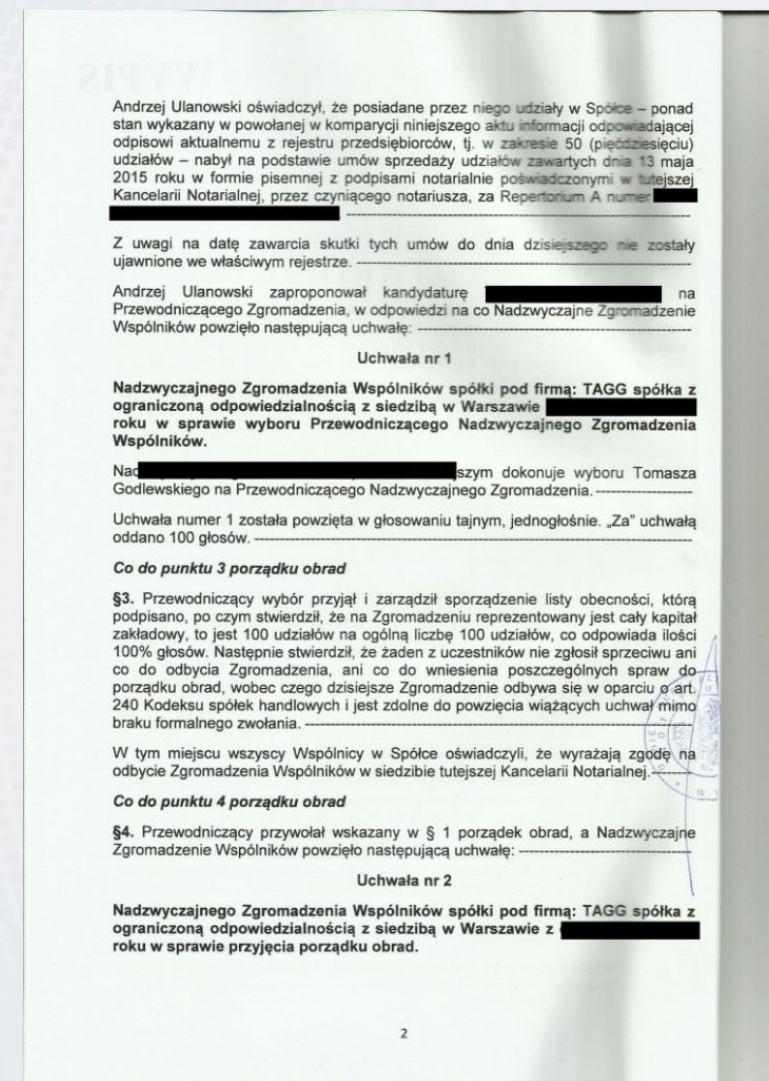 WYPIS
Andrzej Ulanowski oświadczył, że posiadane przez niego udziały w Spółce – ponad
stan wykazany w powołanej w komparycji niniejszego aktu informacji odpowiadającej
odpisowi aktualnemu z rejestru przedsiębiorców, tj. w zakresie 50 (pięćdziesięciu)
udziałów – nabył na podstawie umów sprzedaży udziałów zawartych dnia 13 maja
2015 roku w formie pisemnej z podpisami notarialnie poświadczonymi w tutejszej
Kancelarii Notarialnej, przez czyniącego notariusza, za Repertorium A numer
Z uwagi na datę zawarcia skutki tych umów do dnia dzisiejszego nie zostały
ujawnione we właściwym rejestrze.
Andrzej Ulanowski zaproponował kandydaturę na
Przewodniczącego Zgromadzenia, w odpowiedzi na co Nadzwyczajne Zgromadzenie
Wspólników powzięło następującą uchwałę:
Uchwała nr 1
Nadzwyczajnego Zgromadzenia Wspólników spółki pod firmą: TAGG spółka z
ograniczoną odpowiedzialnością z siedzibą w Warszawie
roku w sprawie wyboru Przewodniczącego Nadzwyczajnego Zgromadzenia
Wspólników.
Nad szym dokonuje wyboru Tomasza
Godlewskiego na Przewodniczącego Nadzwyczajnego Zgromadzenia.
Uchwała numer 1 została powzięta w głosowaniu tajnym, jednogłośnie. „Za" uchwałą
oddano 100 głosów.
Co do punktu 3 porządku obrad
§3. Przewodniczący wybór przyjął i zarządził sporządzenie listy obecności, którą
podpisano, po czym stwierdził, że na Zgromadzeniu reprezentowany jest cały kapitał
zakładowy, to jest 100 udziałów na ogólną liczbę 100 udziałów, co odpowiada ilości
100% głosów. Następnie stwierdził, że żaden z uczestników nie zgłosił sprzeciwu ani
co do odbycia Zgromadzenia, ani co do wniesienia poszczególnych spraw do
porządku obrad, wobec czego dzisiejsze Zgromadzenie odbywa się w oparciu o art.
240 Kodeksu spółek handlowych i jest zdolne do powzięcia wiążących uchwał mimo
braku formalnego zwołania.
W tym miejscu wszyscy Wspólnicy w Spółce oświadczyli, że wyrażają zgodę na
odbycie Zgromadzenia Wspólników w siedzibie tutejszej Kancelarii Notarialnej.
Co do punktu 4 porządku obrad
§4. Przewodniczący przywołał wskazany w § 1 porządek obrad, a Nadzwyczajne
Zgromadzenie Wspólników powzięło następującą uchwałę:
Uchwała nr 2
Nadzwyczajnego Zgromadzenia Wspólników spółki pod firmą: TAGG spółka z
ograniczoną odpowiedzialnością z siedzibą w Warszawie z
roku w sprawie przyjęcia porządku obrad.
2